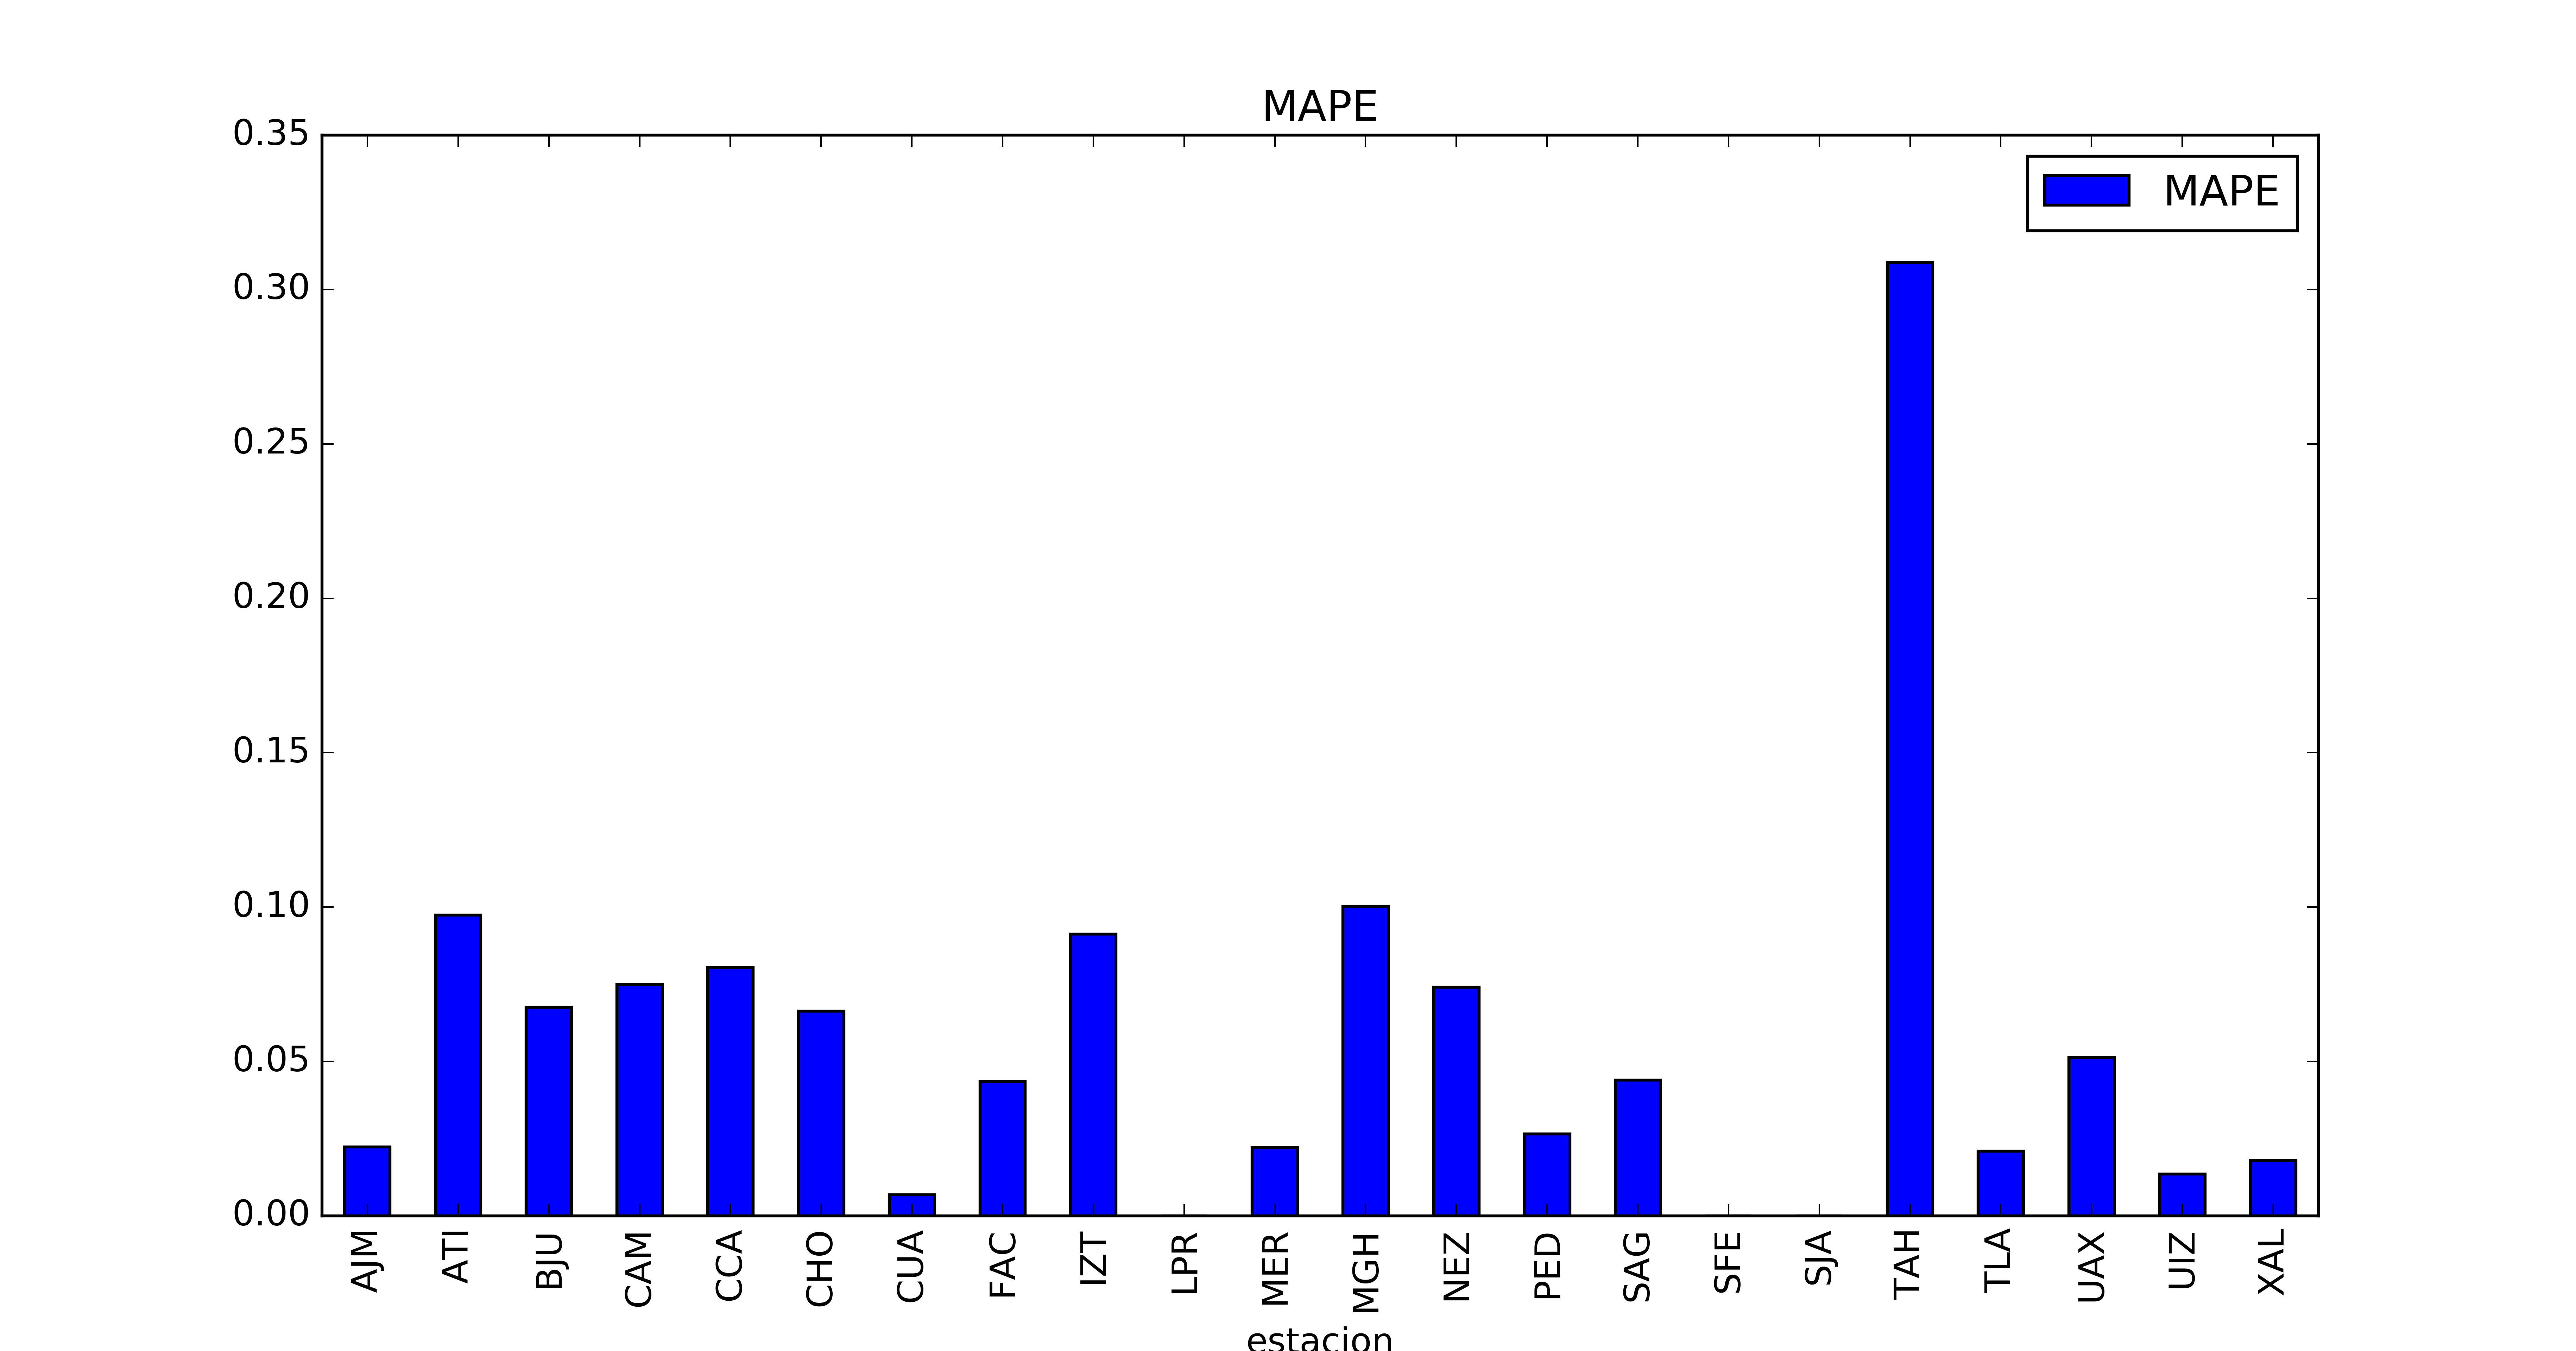 MAPE
MAPE
0.35
0.30
0.25
0.20
0.15
0.10
0.05
0.00
AJM
ATI
BJU
CAM
CCA
CHO
CUA
FAC
IZT
LPR
MER
MGH
NEZ
PED
SAG
SFE
SJA
TAH
TLA
UAX
UIZ
XAL
estacion